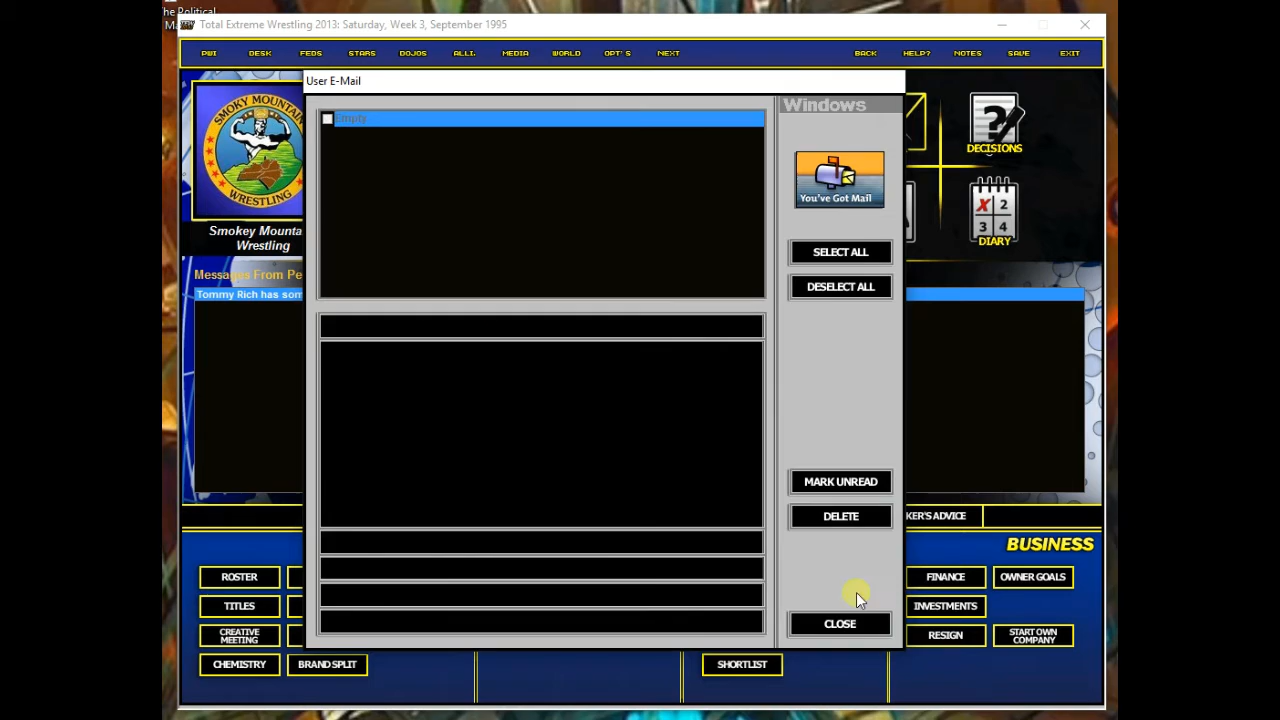 he Political
Ma
Total Extreme Wrestling 2013: Saturday, Week 3, September 1995
PWI
DESK
FEDS
STARS
DOJOS
ALLI.
MEDIA
WORLD
OPT'S
NEXT
BACK
HELP?
NOTES
SAVE
EXIT
User E-Mail
SMOKY MOUNTAIN
WRESTLING
Smokey Mounta
Wrestling
Messages From Pe
Tommy Rich has som
Empty
Windows
You've Got Mail
SELECT ALL
DESELECT ALL
MARK UNREAD
DELETE
CLOSE
DECISIONS
X 2
3 4
DIARY
KER'S ADVICE
BUSINESS
ROSTER
TITLES
CREATIVE
MEETING
CHEMISTRY
BRAND SPLIT
SHORTLIST
FINANCE
OWNER GOALS
INVESTMENTS
RESIGN
START OWN
COMPANY